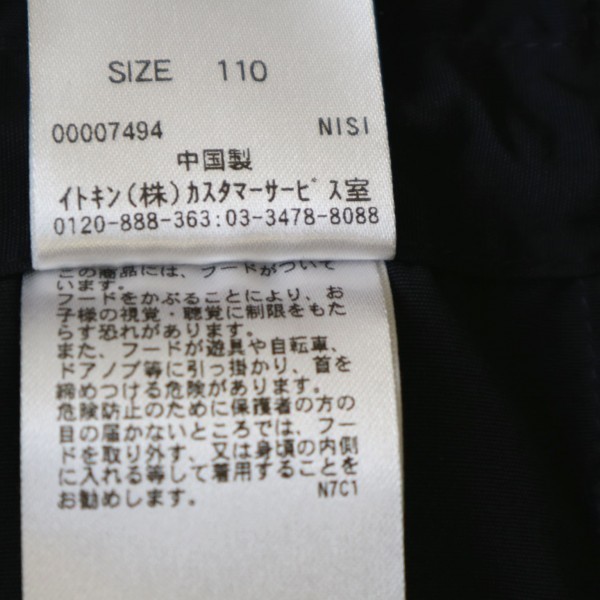 SIZE 110
00007494 NISI
中国製
イトキン(株)カスタマーサービス室
0120-888-363:03-3478-8088
この商品には、フードがついて
います。
フードをかぶることにより、お
子様の視覚・聴覚に制限をもた
らす恐れがあります。
また、フードが遊具や自転車、
ドアノブ等に引っ掛かり、首を
締めつける危険があります。
危険防止のために保護者の方の
目の届かないところでは、フー
ドを取り外す、又は身頃の内側
に入れる等して着用することを
お勧めします。 N7C1